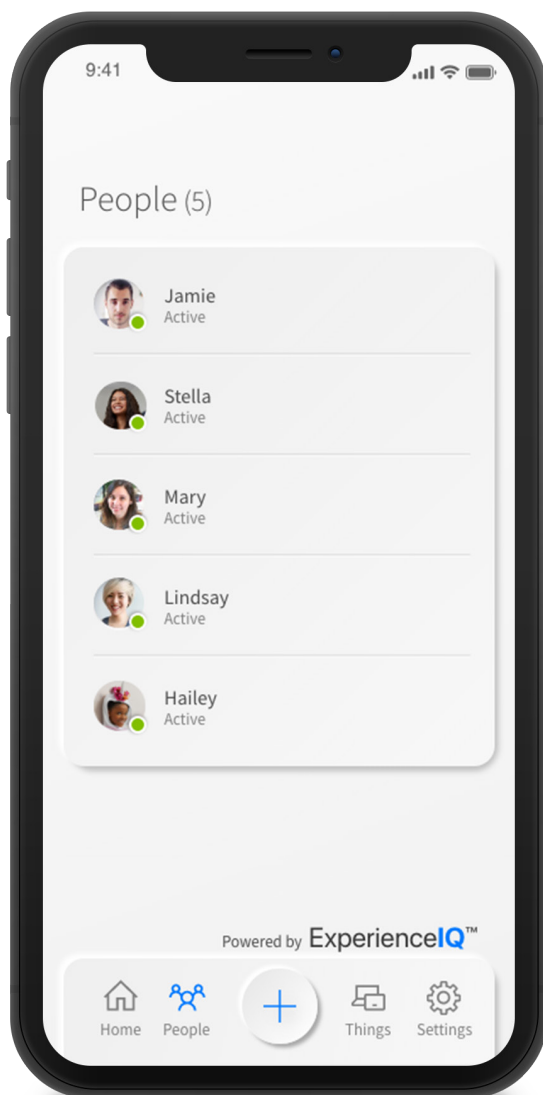 9:41
People (5)
Jamie
Active
Stella
Active
Mary
Active
Lindsay
Active
Hailey
Active
Powered by ExperienceIQ™
Home People Things Settings